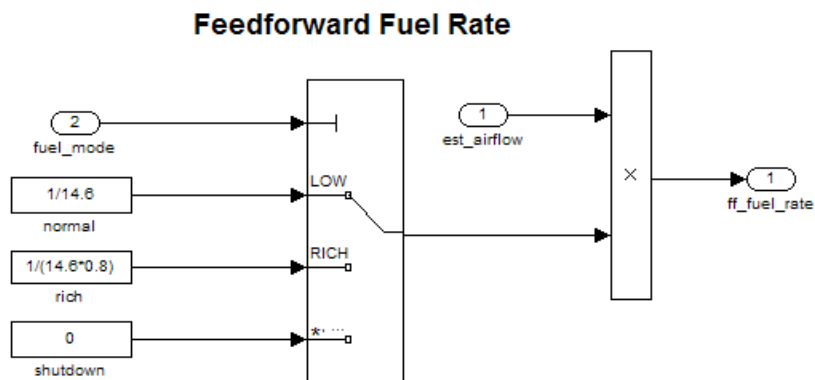 Feedforward Fuel Rate
2
fuel_mode
1
est_airflow
LOW
1/14.6
normal
×
1
ff_fuel_rate
RICH
1/(14.6*0.8)
rich
*, ...
0
shutdown